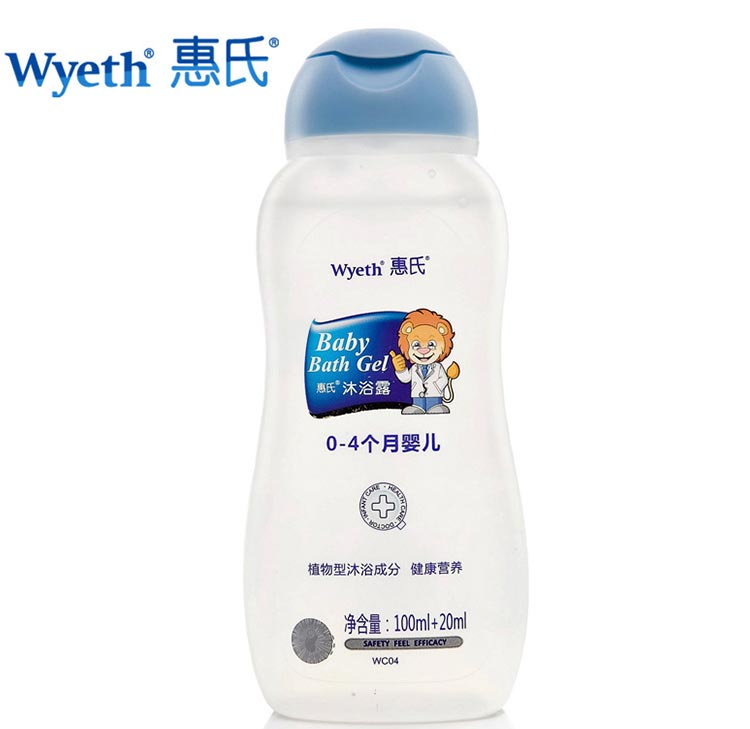 Wyeth® 惠氏®
Wyeth® 惠氏®
Baby
Bath Gel
惠氏® 沐浴露
0-4个月婴儿
·HEALTH CARE·DOCTOR·INFANT CARE
植物型沐浴成分 健康营养
净含量：100ml+20ml
SAFETY FEEL EFFICACY
WC04